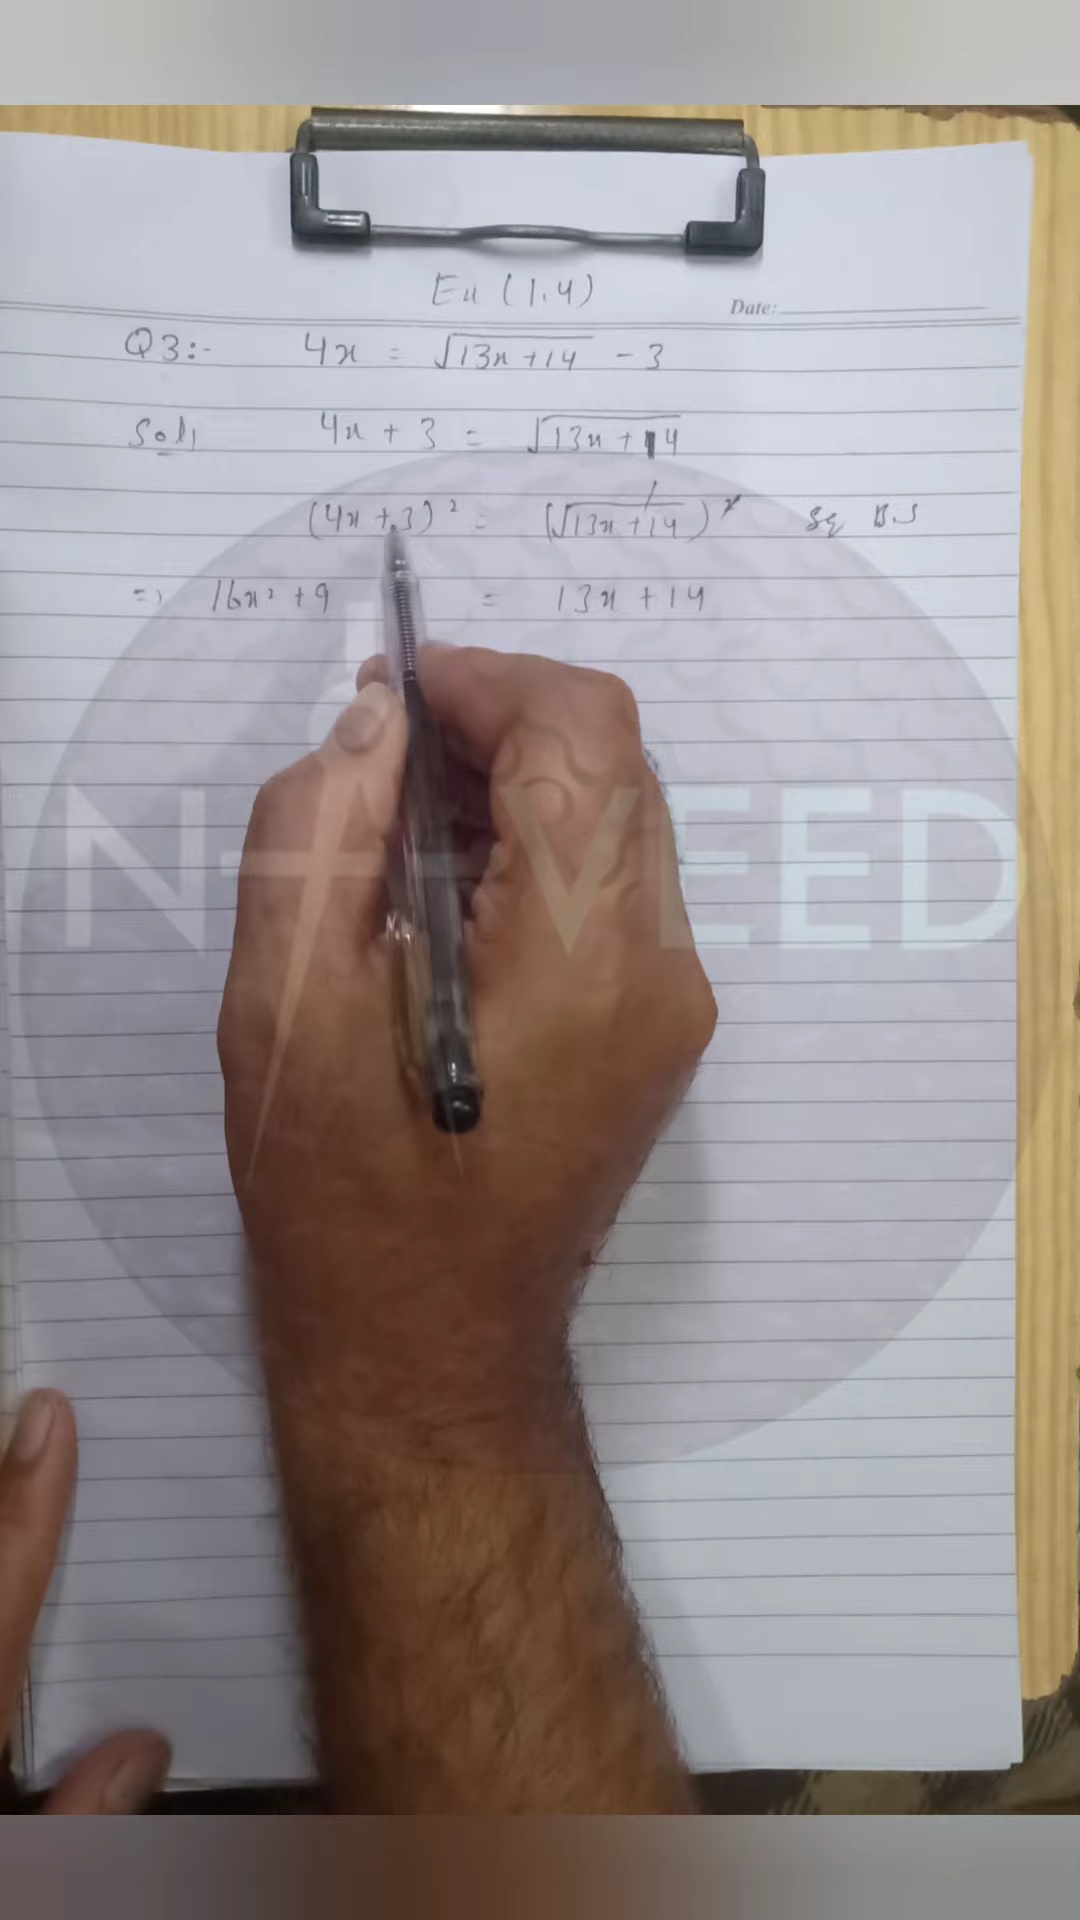 Ex (1.4)
Date:
Q3:- 4x = √13x+14 - 3
Sol; 4x + 3 = √13x+14
(4x+3)² = (√13x+14)² Sq B.S
=> 16x² + 9 = 13x + 14
NAVEED